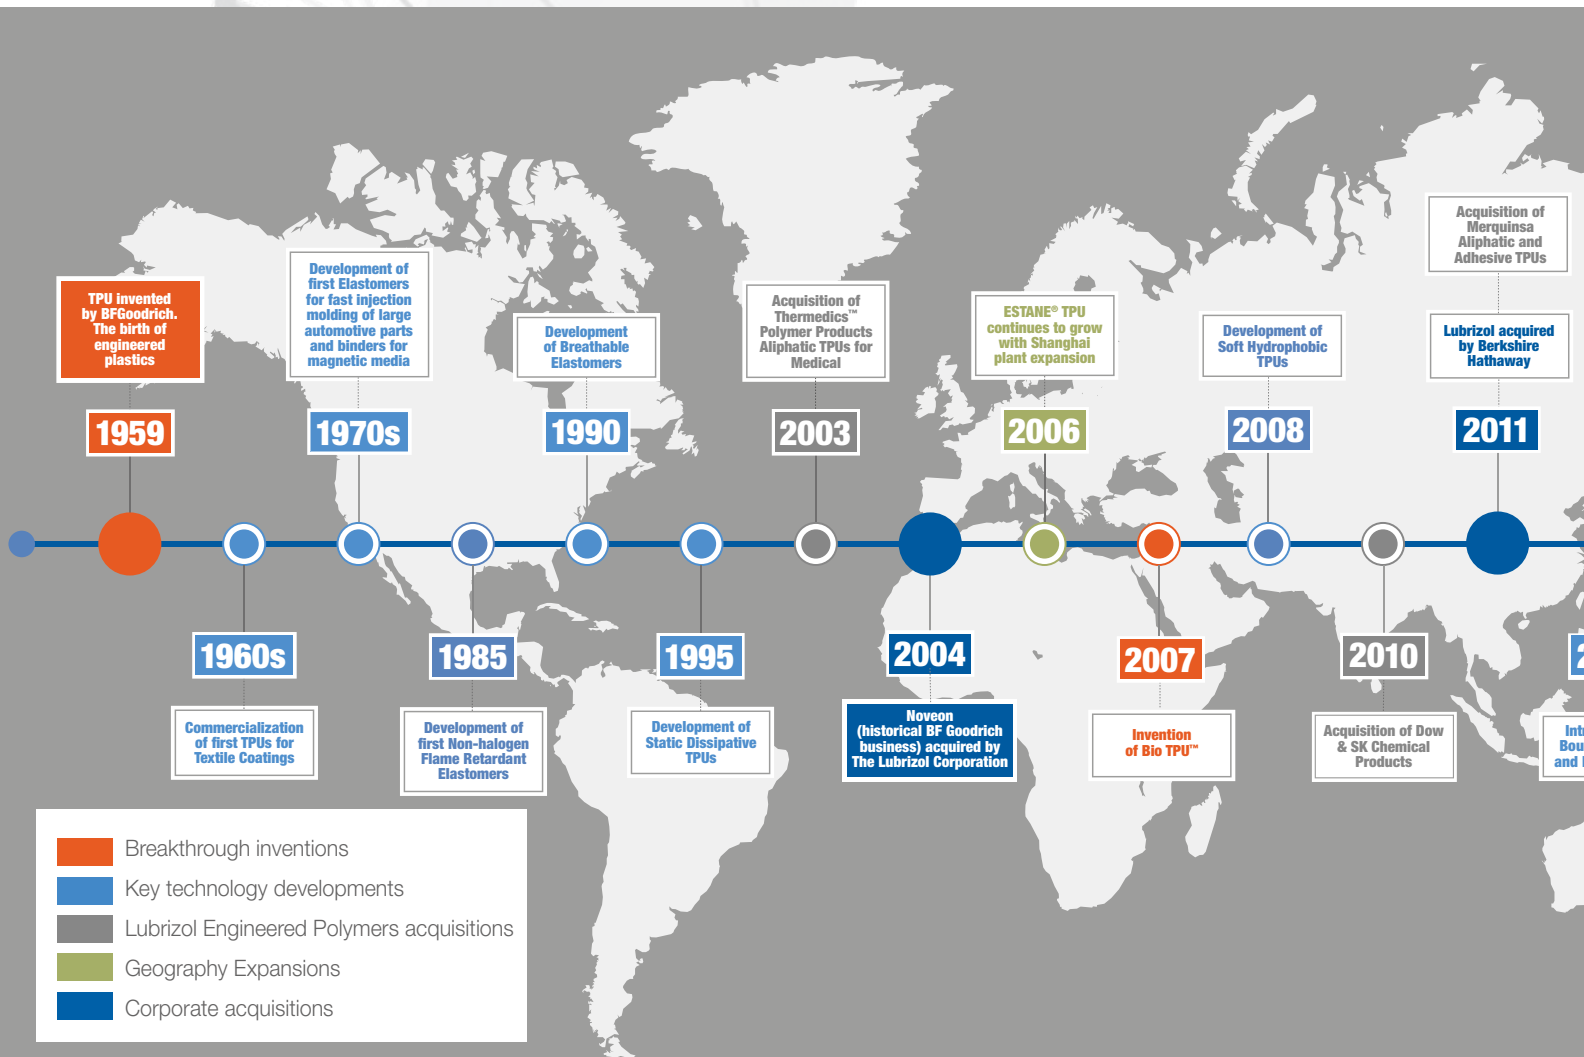 TPU invented
by BFGoodrich.
The birth of
engineered
plastics
1959
Commercialization
of first TPUs for
Textile Coatings
1960s
Development of
first Elastomers
for fast injection
molding of large
automotive parts
and binders for
magnetic media
1970s
1985
Development of
first Non-halogen
Flame Retardant
Elastomers
Development
of Breathable
Elastomers
1990
1995
Development of
Static Dissipative
TPUs
Acquisition of
Thermedics™
Polymer Products
Aliphatic TPUs for
Medical
2003
2004
Noveon
(historical BF Goodrich
business) acquired by
The Lubrizol Corporation
ESTANE® TPU
continues to grow
with Shanghai
plant expansion
2006
2007
Invention
of Bio TPU™
Development of
Soft Hydrophobic
TPUs
2008
2010
Acquisition of Dow
& SK Chemical
Products
Acquisition of
Merquinsa
Aliphatic and
Adhesive TPUs
Lubrizol acquired
by Berkshire
Hathaway
2011
and
Breakthrough inventions
Key technology developments
Lubrizol Engineered Polymers acquisitions
Geography Expansions
Corporate acquisitions